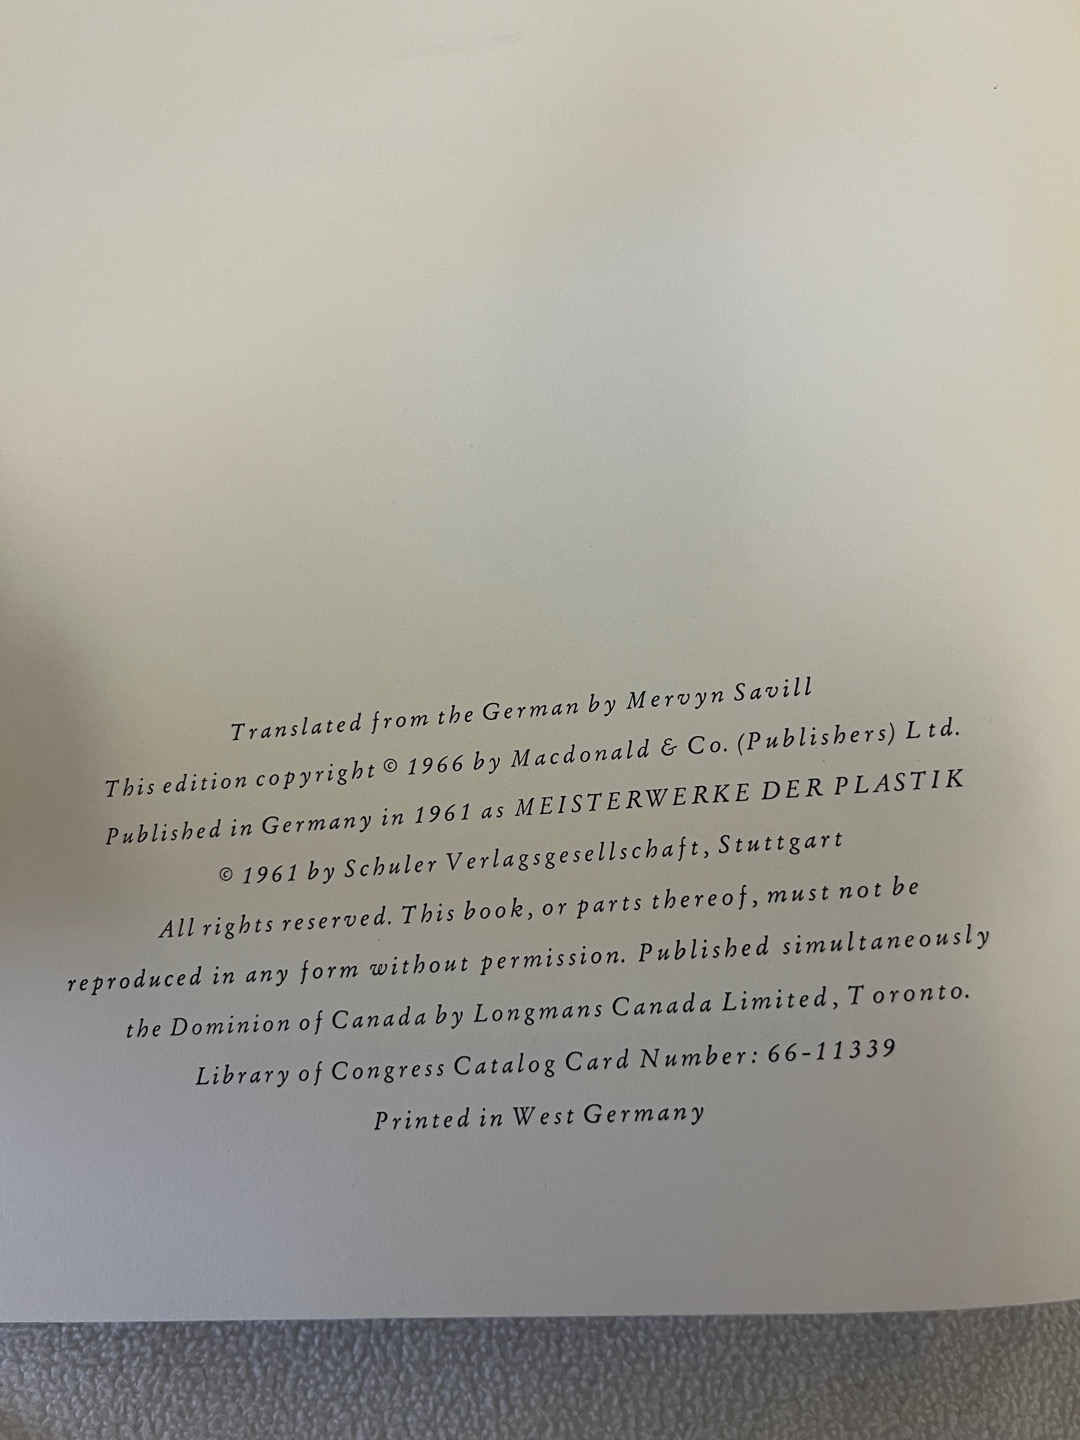 Translated from the German by Mervyn Savill
This edition copyright © 1966 by Macdonald & Co. (Publishers) Ltd.
Published in Germany in 1961 as MEISTERWERKE DER PLASTIK
© 1961 by Schuler Verlagsgesellschaft, Stuttgart
All rights reserved. This book, or parts thereof, must not be
reproduced in any form without permission. Published simultaneously
the Dominion of Canada by Longmans Canada Limited, Toronto.
Library of Congress Catalog Card Number: 66-11339
Printed in West Germany